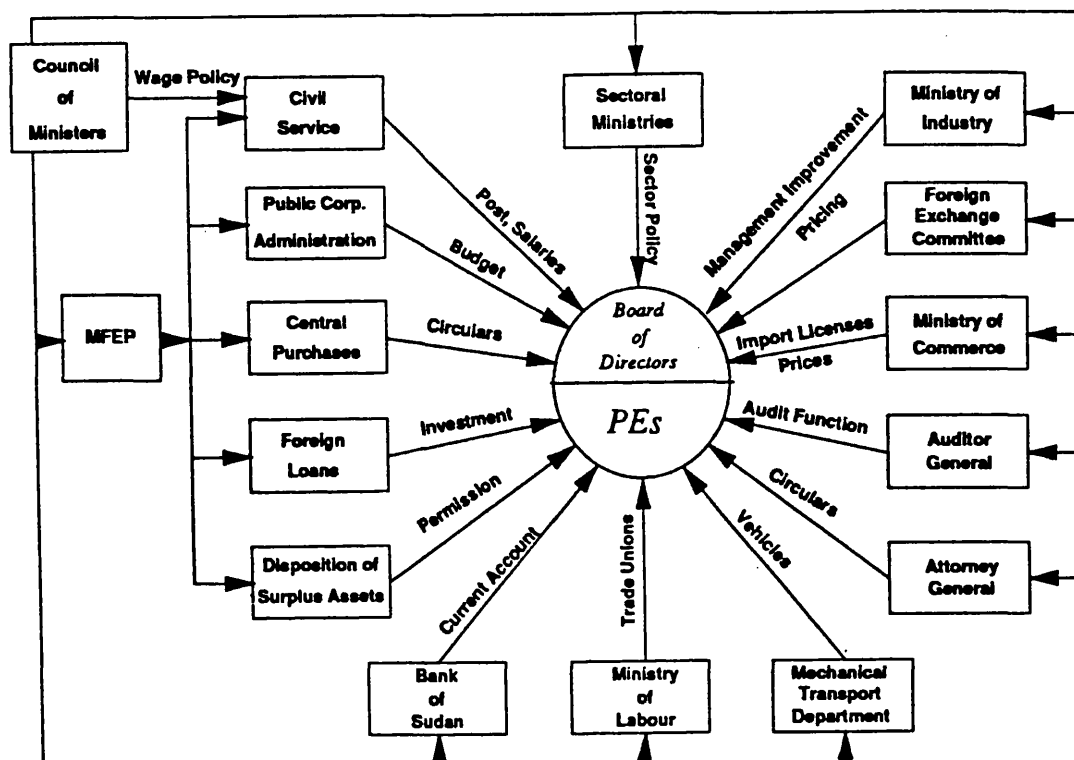 Council
of
Ministers
Wage Policy
Civil
Service
Sectoral
Ministries
Ministry of
Industry
Public Corp.
Administration
Foreign
Exchange
Committee
Post, Salaries
Budget
Sector Policy
Management Improvement
Pricing
MFEP
Central
Purchases
Circulars
Board
of
Directors
PEs
Import Licenses
Prices
Ministry of
Commerce
Foreign
Loans
Investment
Audit Function
Auditor
General
Disposition of
Surplus Assets
Permission
Current Account
Trade Unions
Vehicles
Circulars
Attorney
General
Bank
of
Sudan
Ministry
of
Labour
Mechanical
Transport
Department